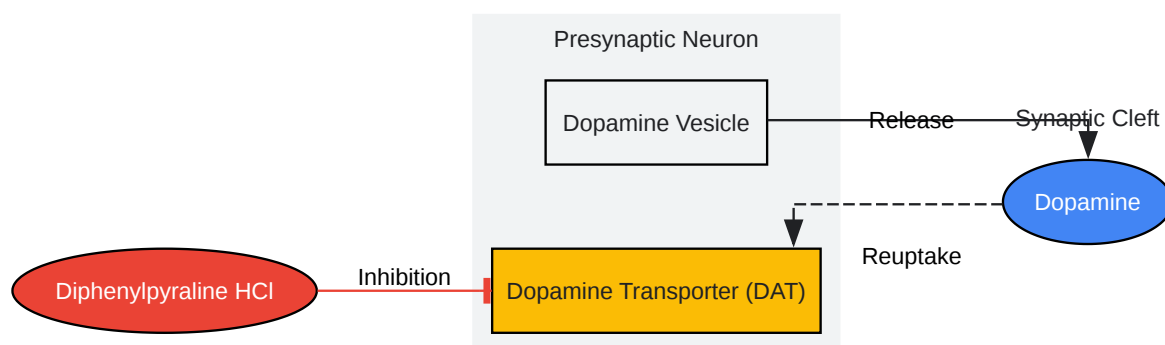 Presynaptic Neuron
Dopamine Vesicle
Release
Synaptic Cleft
Dopamine
Reuptake
Diphenylpyraline HCl
Inhibition
Dopamine Transporter (DAT)